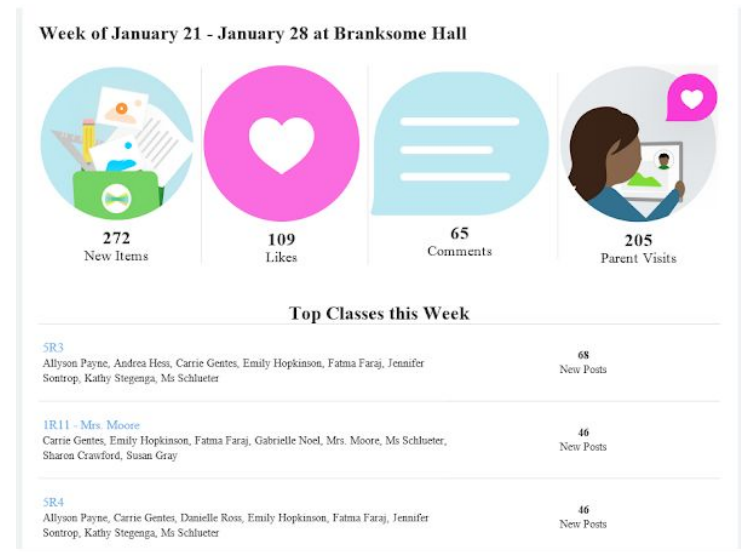 Week of January 21 - January 28 at Branksome Hall
272
New Items
109
Likes
65
Comments
205
Parent Visits
Top Classes this Week
5R3
Allyson Payne, Andrea Hess, Carrie Gentes, Emily Hopkinson, Fatma Faraj, Jennifer
Sontrop, Kathy Stegenga, Ms Schlueter
68
New Posts
1R11 - Mrs. Moore
Carrie Gentes, Emily Hopkinson, Fatma Faraj, Gabrielle Noel, Mrs. Moore, Ms Schlueter,
Sharon Crawford, Susan Gray
46
New Posts
5R4
Allyson Payne, Carrie Gentes, Danielle Ross, Emily Hopkinson, Fatma Faraj, Jennifer
Sontrop, Kathy Stegenga, Ms Schlueter
46
New Posts